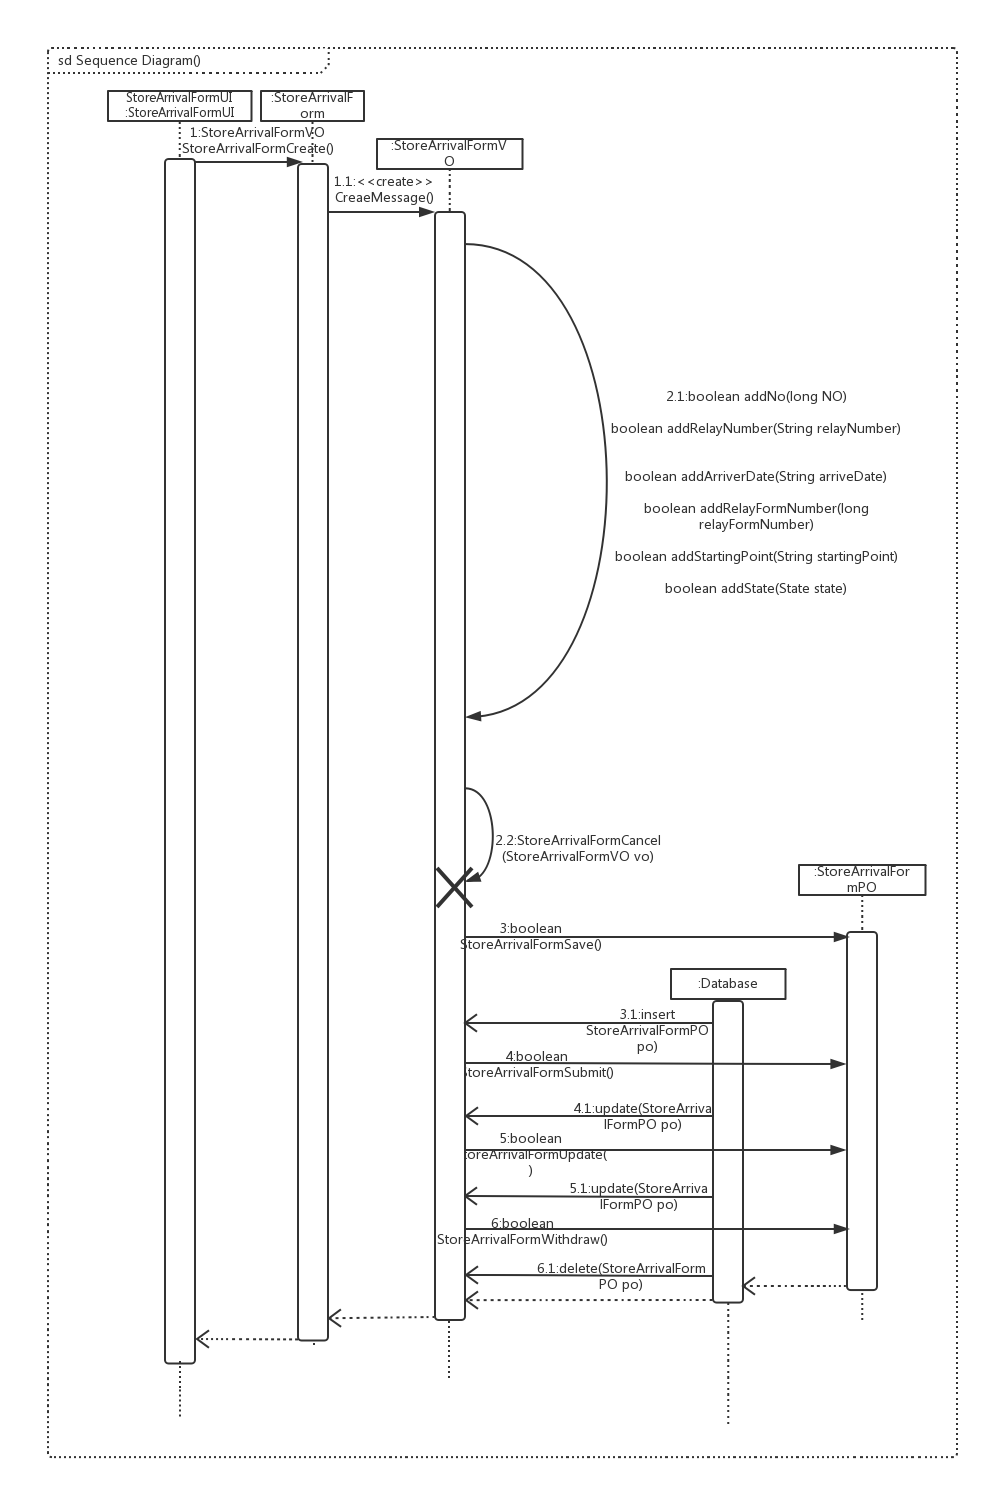 sd Sequence Diagram()
StoreArrivalFormUI
:StoreArrivalFormUI
:StoreArrivalF
orm
1:StoreArrivalFormVO
StoreArrivalFormCreate()
:StoreArrivalFormV
O
1.1:<<create>>
CreaeMessage()
2.1:boolean addNo(long NO)
boolean addRelayNumber(String relayNumber)
boolean addArriverDate(String arriveDate)
boolean addRelayFormNumber(long
relayFormNumber)
boolean addStartingPoint(String startingPoint)
boolean addState(State state)
2.2:StoreArrivalFormCancel
(StoreArrivalFormVO vo)
:StoreArrivalFor
mPO
3:boolean
StoreArrivalFormSave()
:Database
3.1:insert
StoreArrivalFormPO
po)
4:boolean
StoreArrivalFormSubmit()
4.1:update(StoreArriva
lFormPO po)
5:boolean
toreArrivalFormUpdate(
)
5.1:update(StoreArriva
lFormPO po)
6:boolean
StoreArrivalFormWithdraw()
6.1:delete(StoreArrivalForm
PO po)